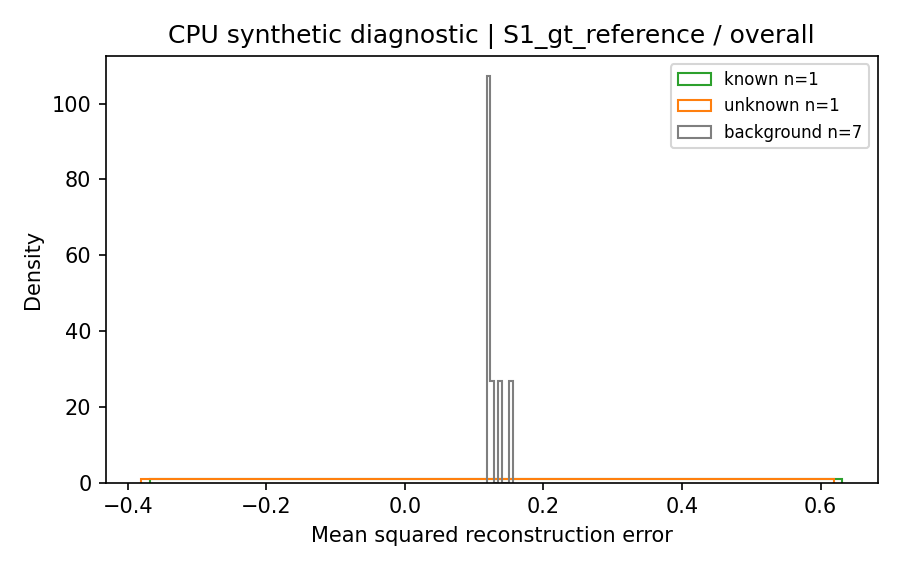 CPU synthetic diagnostic | S1_gt_reference / overall
known n=1
unknown n=1
background n=7
Density
100
80
60
40
20
0
−0.4
−0.2
0.0
0.2
0.4
0.6
Mean squared reconstruction error